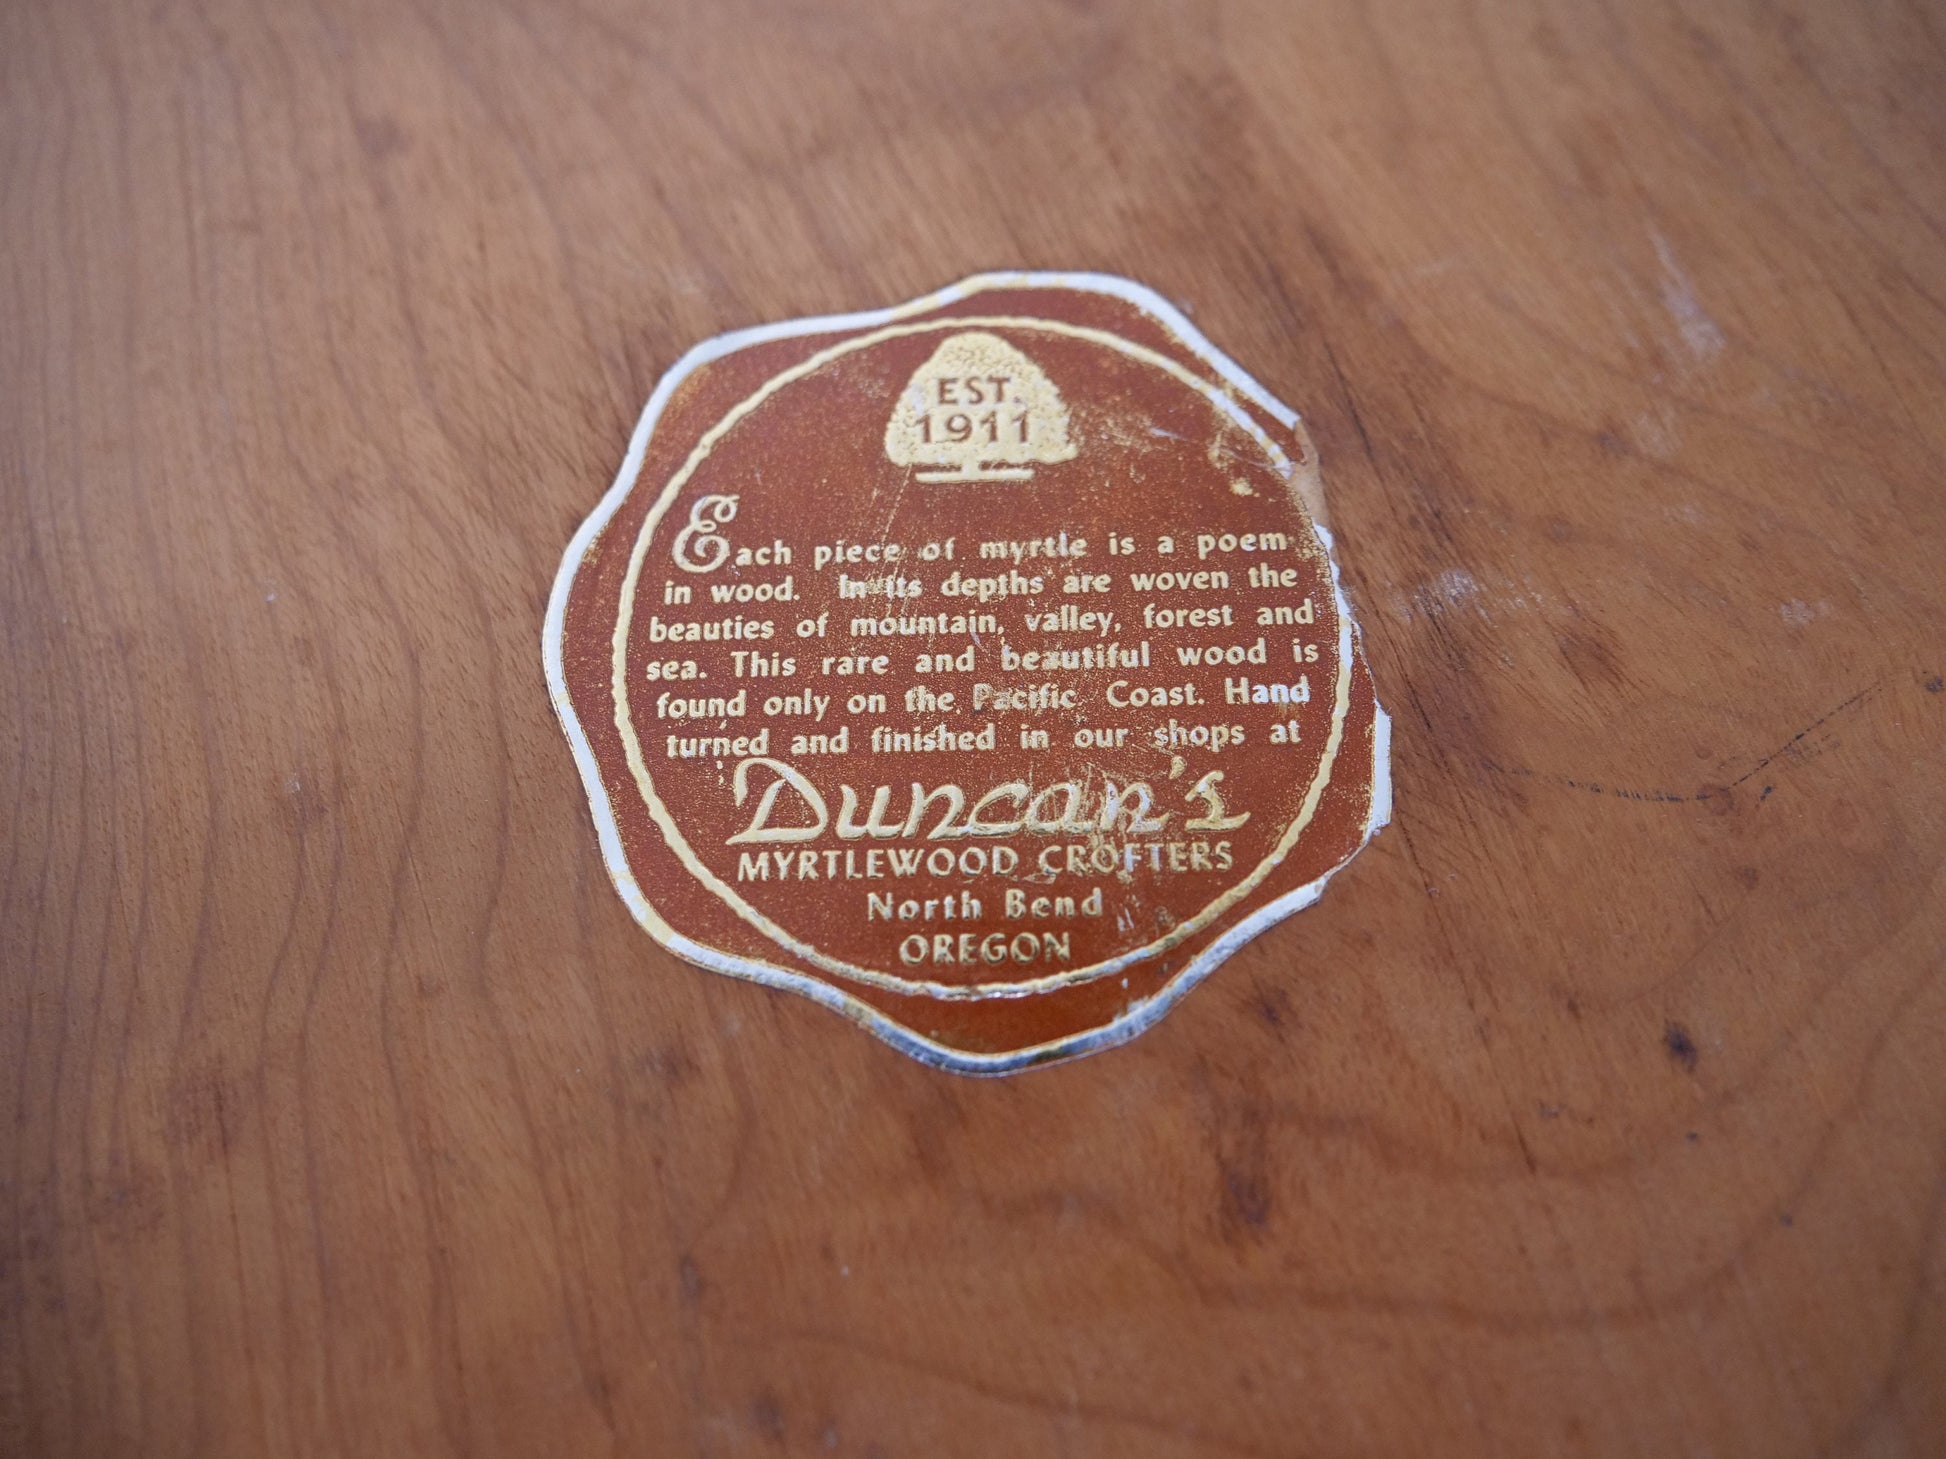 EST.
1911
Each piece of myrtle is a poem
in wood. In its depths are woven the
beauties of mountain, valley, forest and
sea. This rare and beautiful wood is
found only on the Pacific Coast. Hand
turned and finished in our shops at
Duncan's
MYRTLEWOOD CROFTERS
North Bend
OREGON